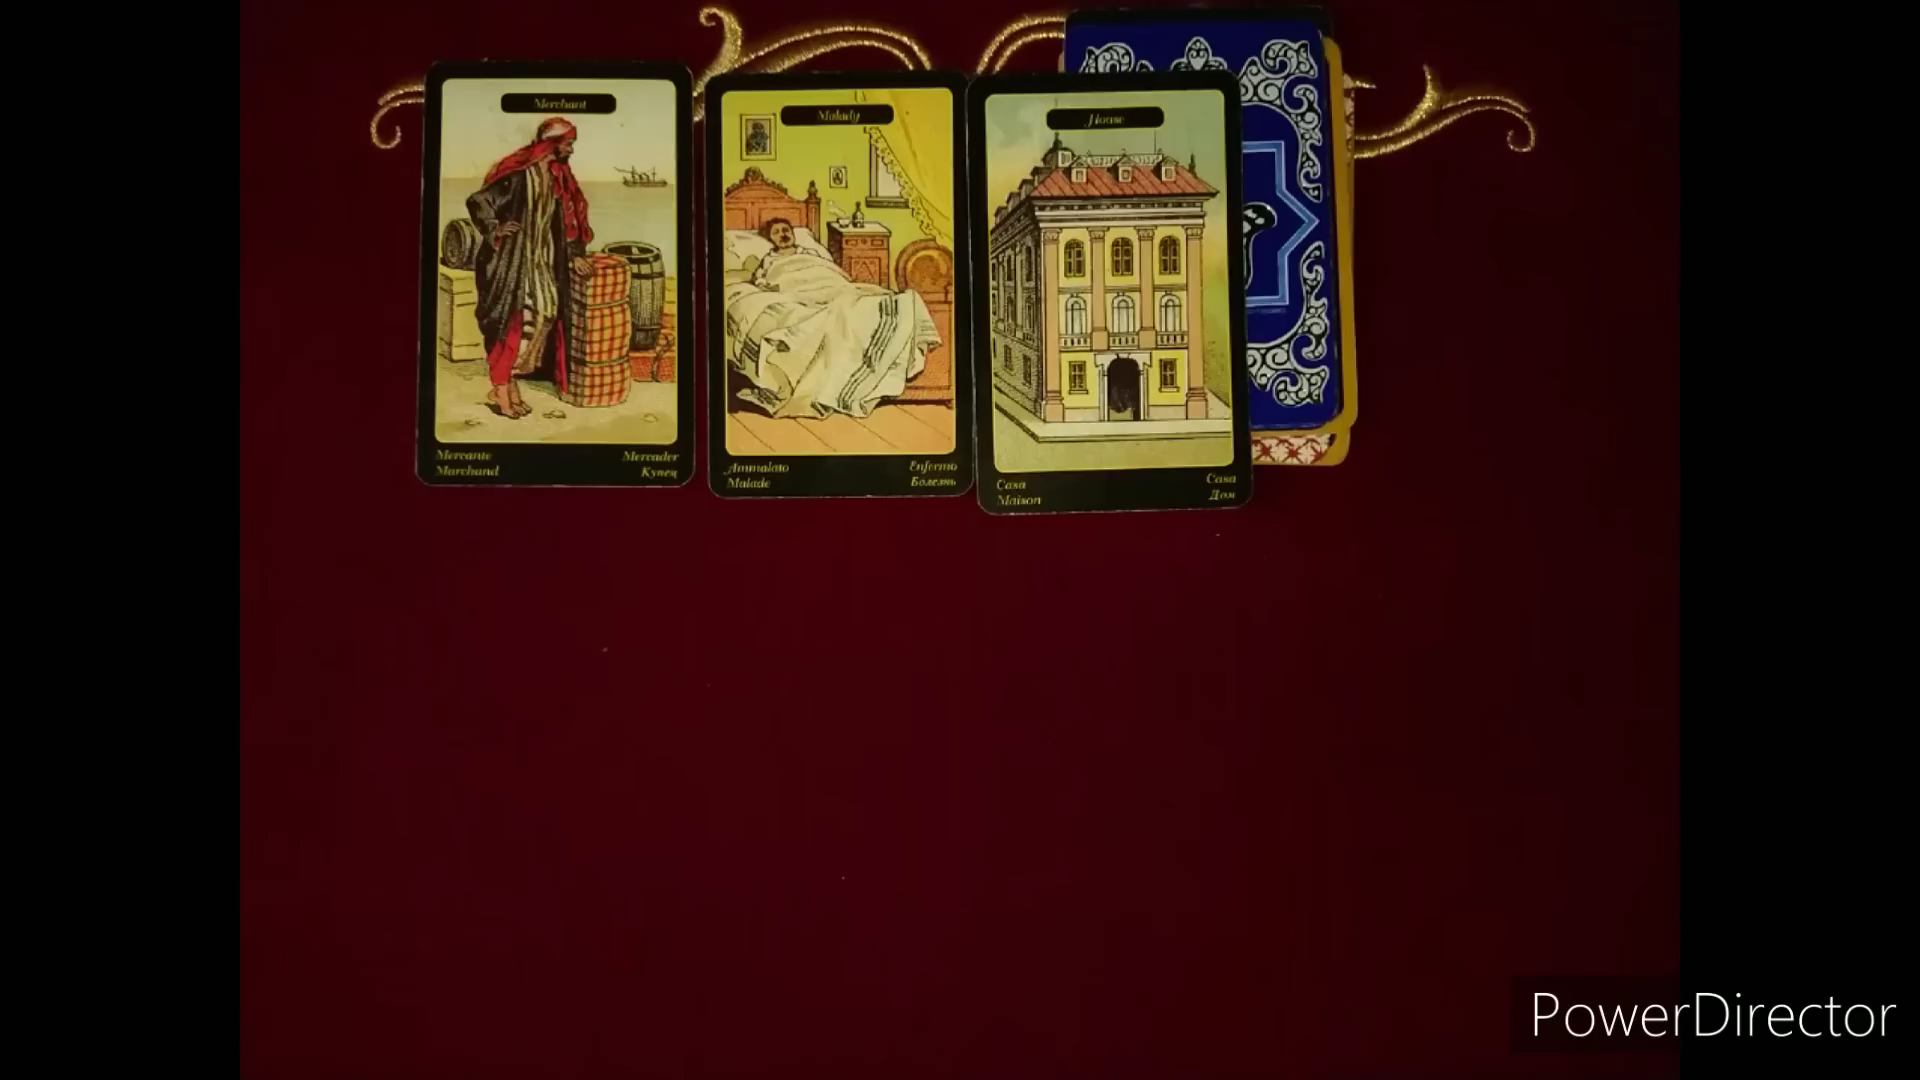 Merchant
Mercante
Mercader
Marchand
Купец
Malady
Ammalato
Enfermo
Malade
Болезнь
House
Casa
Casa
Maison
Дом
PowerDirector